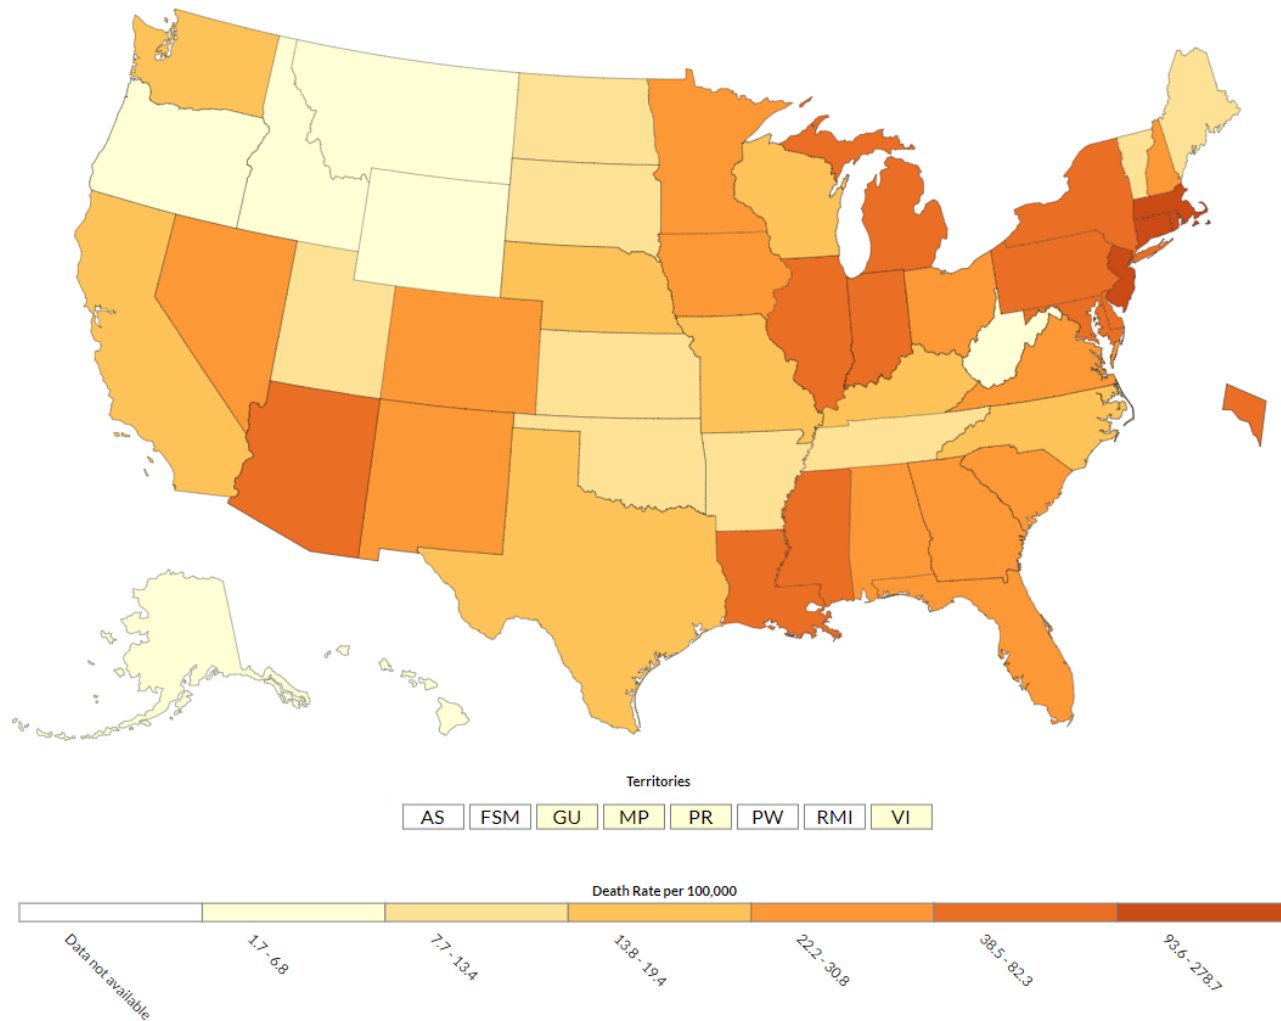 Territories
AS FSM GU MP PR PW RMI VI
Death Rate per 100,000
Data not available
1.7 - 6.8
7.7 - 13.4
13.8 - 19.4
22.2 - 30.8
38.5 - 82.3
93.6 - 278.7